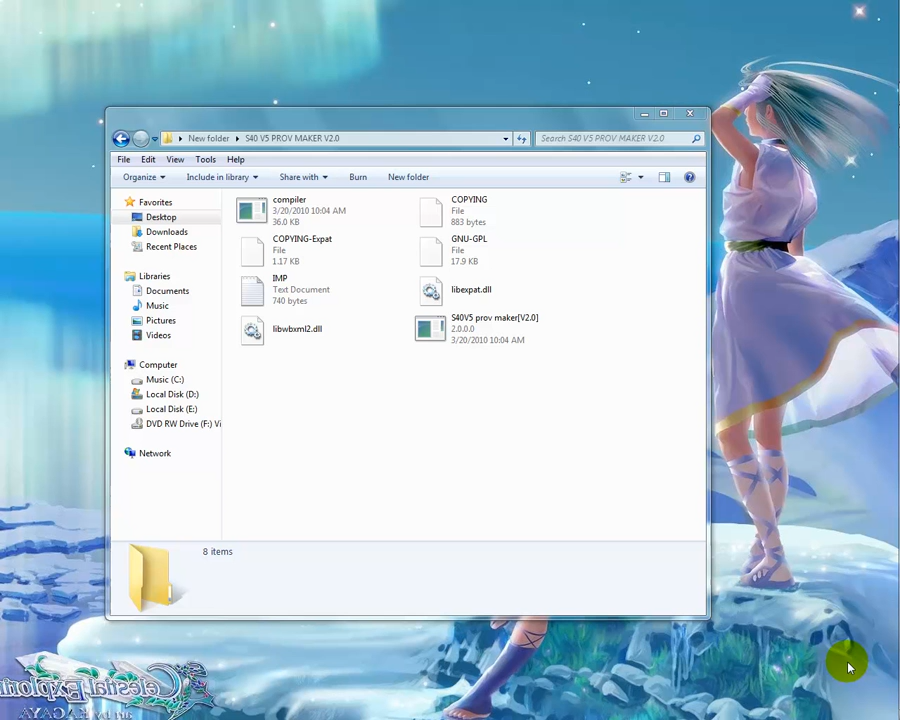 New folder ▸ S40 V5 PROV MAKER V2.0
Search S40 V5 PROV MAKER V2.0
File Edit View Tools Help
Organize Include in library Share with Burn New folder
Favorites
Desktop
Downloads
Recent Places
Libraries
Documents
Music
Pictures
Videos
Computer
Music (C:)
Local Disk (D:)
Local Disk (E:)
DVD RW Drive (F:) Vi
Network
compiler
3/20/2010 10:04 AM
36.0 KB
COPYING
File
883 bytes
COPYING-Expat
File
1.17 KB
GNU-GPL
File
17.9 KB
IMP
Text Document
740 bytes
libexpat.dll
libwbxml2.dll
S40V5 prov maker[V2.0]
2.0.0.0
3/20/2010 10:04 AM
8 items
Celestial Explorin
art by KAGAYA